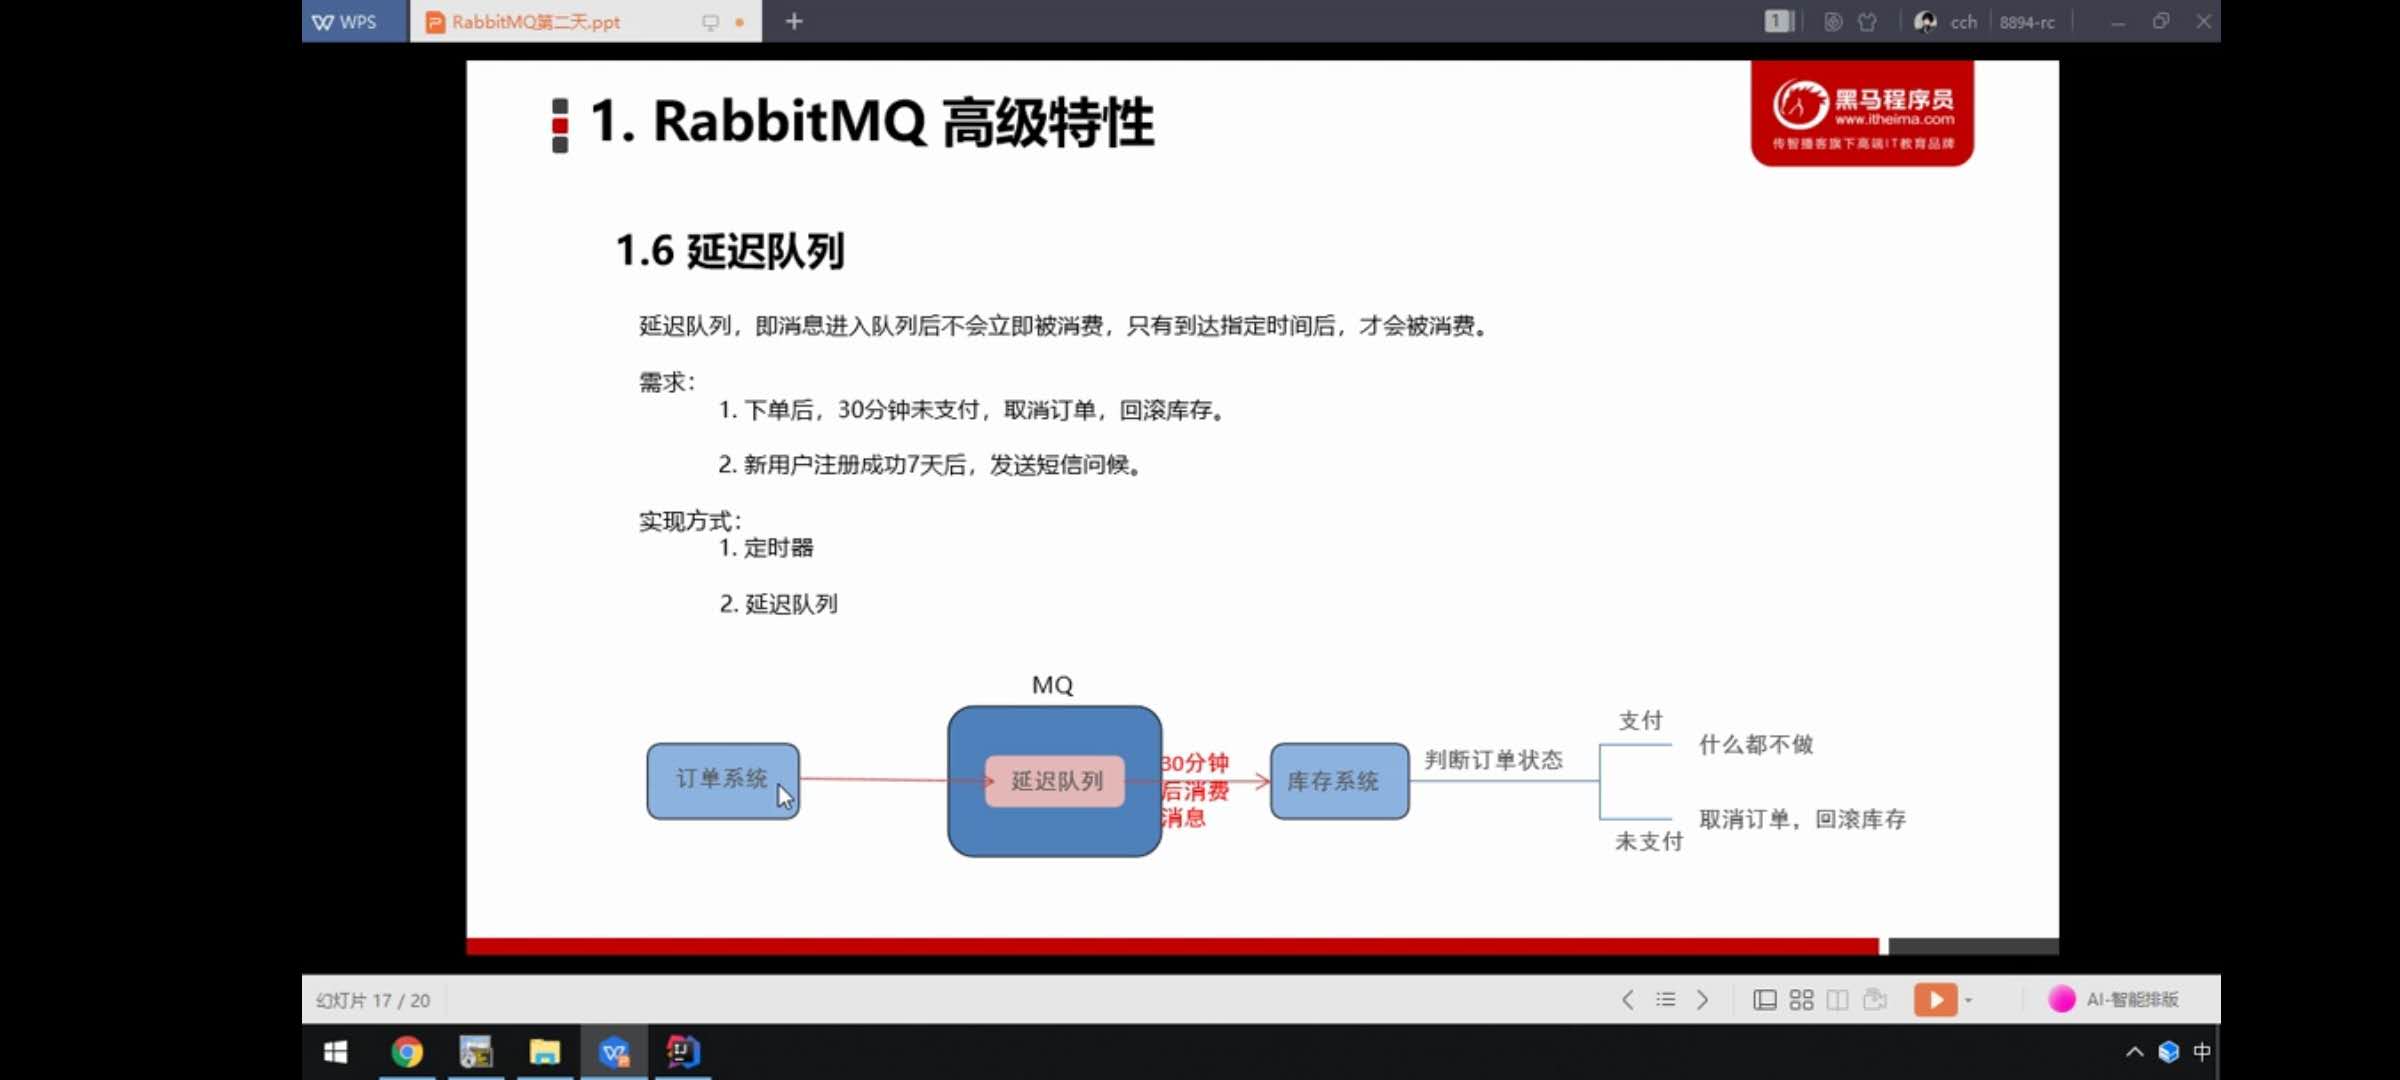 WPS
RabbitMQ第二天.ppt
1
cch
8894-rc
1. RabbitMQ 高级特性
黑马程序员
www.itheima.com
传智播客旗下高端IT教育品牌
1.6 延迟队列
延迟队列，即消息进入队列后不会立即被消费，只有到达指定时间后，才会被消费。
需求：
1. 下单后，30分钟未支付，取消订单，回滚库存。
2. 新用户注册成功7天后，发送短信问候。
实现方式：
1. 定时器
2. 延迟队列
MQ
订单系统
延迟队列
30分钟
后消费
消息
库存系统
判断订单状态
支付
什么都不做
未支付
取消订单，回滚库存
幻灯片 17 / 20
AI-智能排版
中